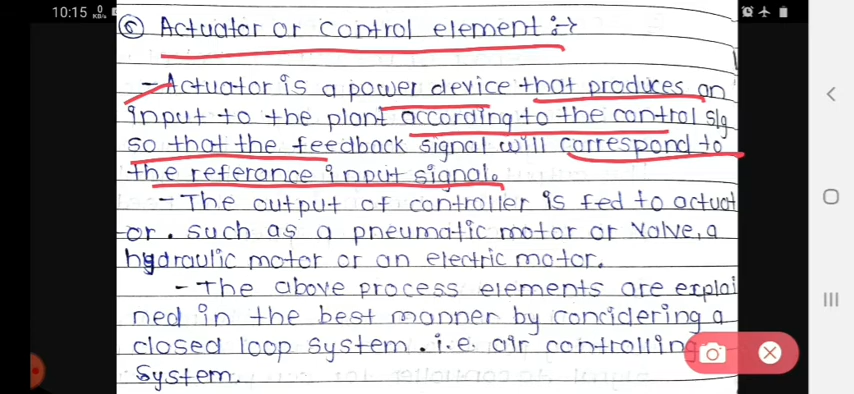 10:15 0 KB/s
⑥ Actuator or control element :→
- Actuator is a power device that produces an
input to the plant according to the control sig
so that the feedback signal will correspond to
the referance input signal.
- The output of controller is fed to actuat
-or. such as a pneumatic motor or valve, a
hydraulic motor or an electric motor.
- The above process elements are explai
ned in the best manner by concidering a
closed loop system. i.e. air controlling
system.